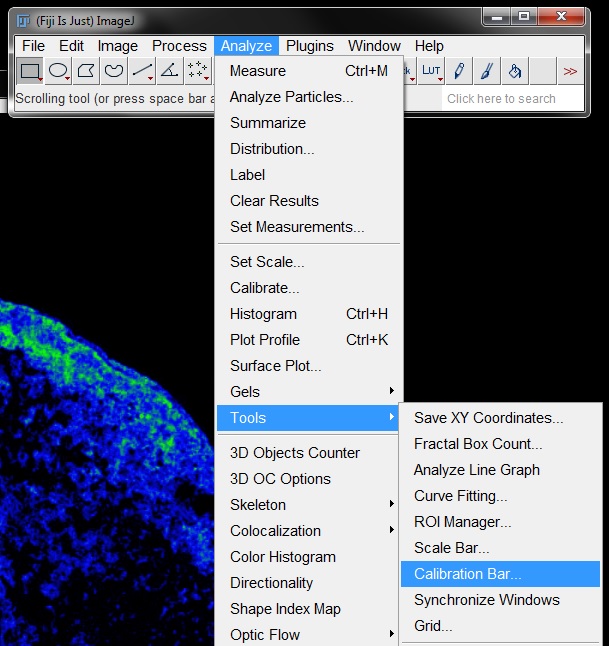 (Fiji Is Just) ImageJ
File Edit Image Process Analyze Plugins Window Help
LUT >>
Scrolling tool (or press space bar a
Click here to search
Measure Ctrl+M
Analyze Particles...
Summarize
Distribution...
Label
Clear Results
Set Measurements...
Set Scale...
Calibrate...
Histogram Ctrl+H
Plot Profile Ctrl+K
Surface Plot...
Gels
Tools
3D Objects Counter
3D OC Options
Skeleton
Colocalization
Color Histogram
Directionality
Shape Index Map
Optic Flow
Save XY Coordinates...
Fractal Box Count...
Analyze Line Graph
Curve Fitting...
ROI Manager...
Scale Bar...
Calibration Bar...
Synchronize Windows
Grid...